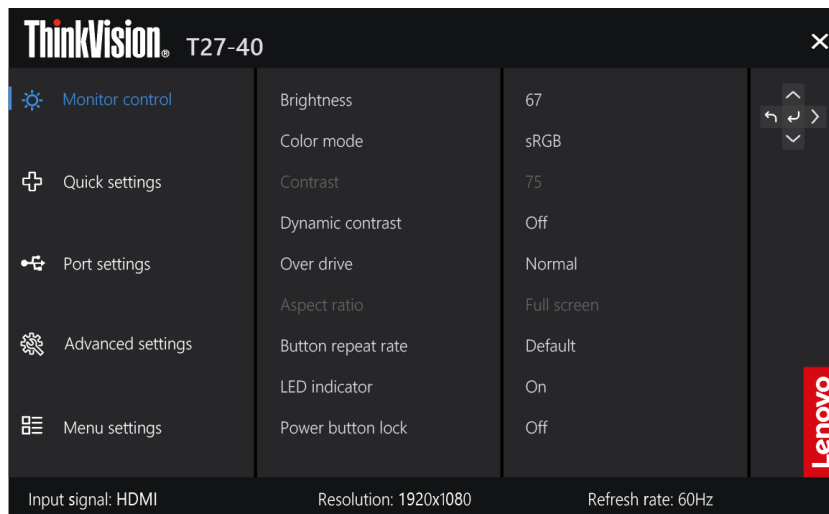 ThinkVision® T27-40
Monitor control Brightness 67
Color mode sRGB
Quick settings Contrast 75
Dynamic contrast Off
Port settings Over drive Normal
Aspect ratio Full screen
Advanced settings Button repeat rate Default
LED indicator On
Menu settings Power button lock Off
Lenovo
Input signal: HDMI Resolution: 1920x1080 Refresh rate: 60Hz